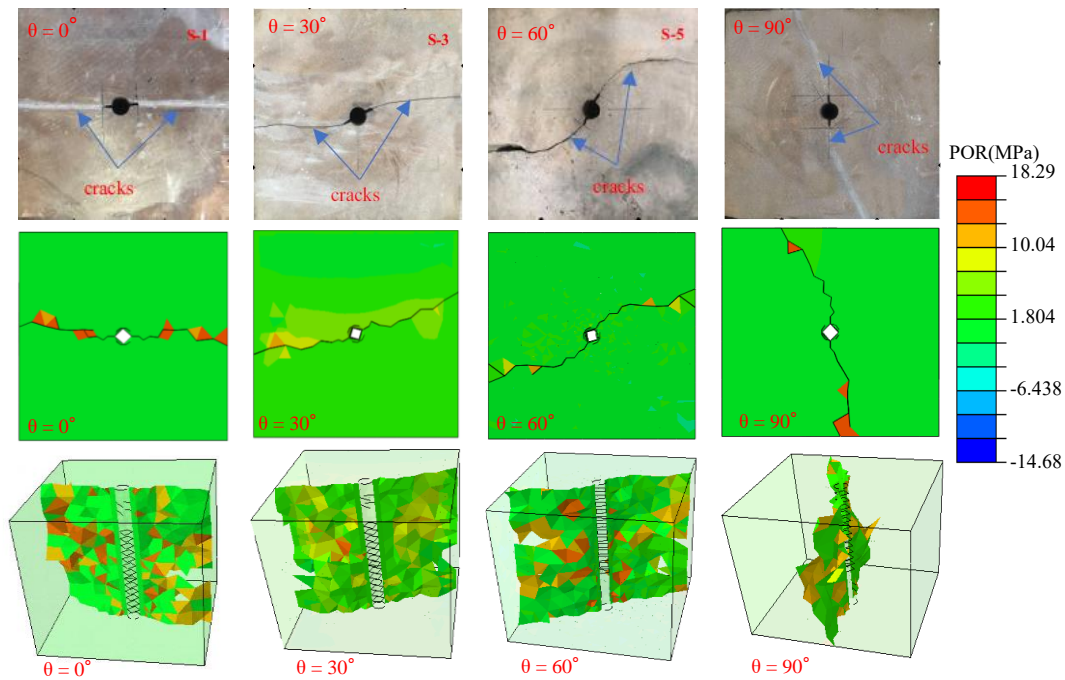 θ = 0°
S-1
cracks
θ = 30°
S-3
cracks
θ = 60°
S-5
cracks
θ = 90°
cracks
POR(MPa)
18.29
10.04
1.804
-6.438
-14.68
θ = 0°
θ = 30°
θ = 60°
θ = 90°
θ = 0°
θ = 30°
θ = 60°
θ = 90°